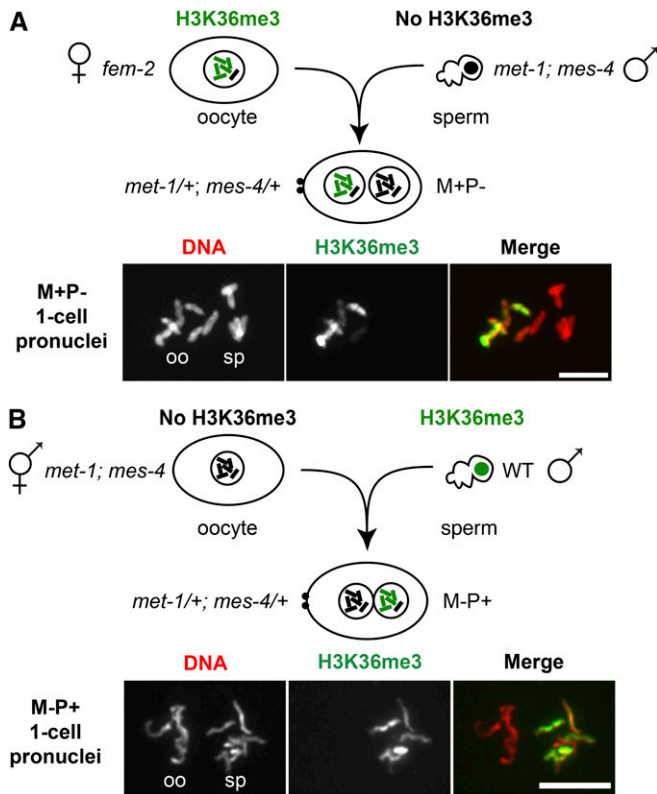 A
H3K36me3
No H3K36me3
♀ fem-2
met-1; mes-4 ♂
oocyte
sperm
met-1/+; mes-4/+
M+P-
DNA
H3K36me3
Merge
M+P-
1-cell
pronuclei
oo
sp
B
No H3K36me3
H3K36me3
met-1; mes-4
WT ♂
oocyte
sperm
met-1/+; mes-4/+
M-P+
DNA
H3K36me3
Merge
M-P+
1-cell
pronuclei
oo
sp